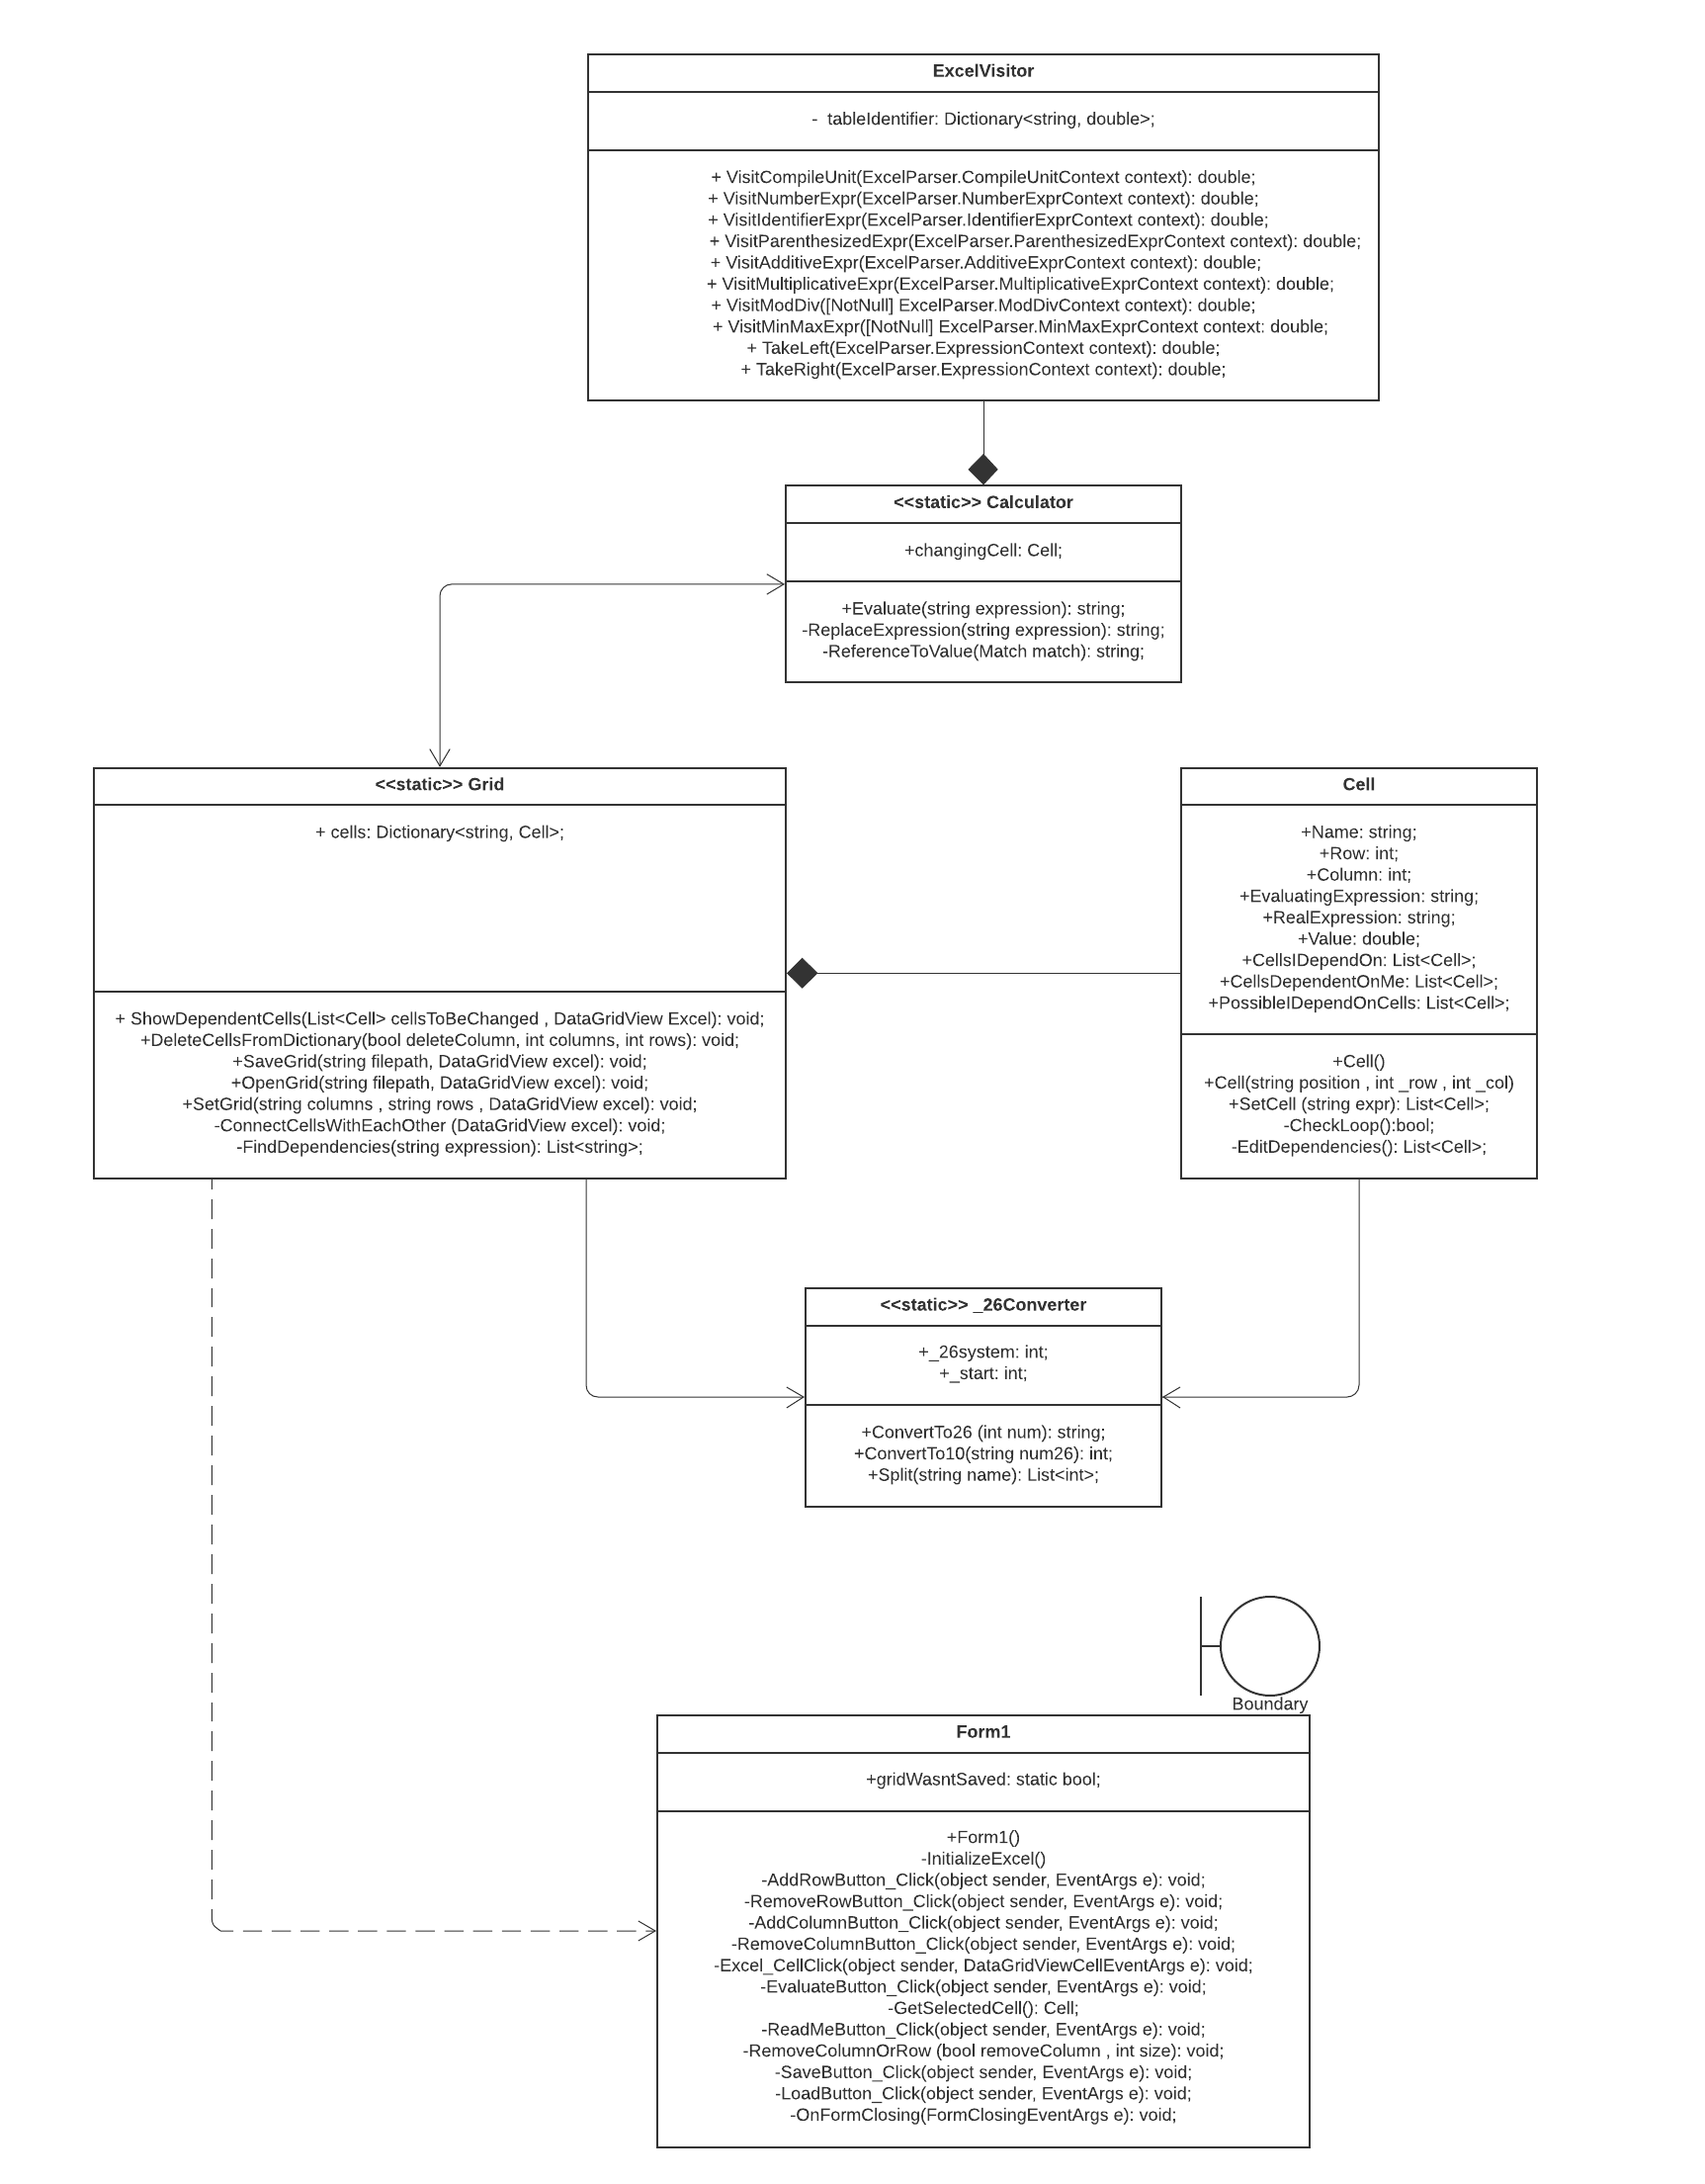 ExcelVisitor
- tableIdentifier: Dictionary<string, double>;
+ VisitCompileUnit(ExcelParser.CompileUnitContext context): double;
+ VisitNumberExpr(ExcelParser.NumberExprContext context): double;
+ VisitIdentifierExpr(ExcelParser.IdentifierExprContext context): double;
+ VisitParenthesizedExpr(ExcelParser.ParenthesizedExprContext context): double;
+ VisitAdditiveExpr(ExcelParser.AdditiveExprContext context): double;
+ VisitMultiplicativeExpr(ExcelParser.MultiplicativeExprContext context): double;
+ VisitModDiv([NotNull] ExcelParser.ModDivContext context): double;
+ VisitMinMaxExpr([NotNull] ExcelParser.MinMaxExprContext context: double;
+ TakeLeft(ExcelParser.ExpressionContext context): double;
+ TakeRight(ExcelParser.ExpressionContext context): double;
<<static>> Calculator
+changingCell: Cell;
+Evaluate(string expression): string;
-ReplaceExpression(string expression): string;
-ReferenceToValue(Match match): string;
<<static>> Grid
+ cells: Dictionary<string, Cell>;
+ ShowDependentCells(List<Cell> cellsToBeChanged , DataGridView Excel): void;
+DeleteCellsFromDictionary(bool deleteColumn, int columns, int rows): void;
+SaveGrid(string filepath, DataGridView excel): void;
+OpenGrid(string filepath, DataGridView excel): void;
+SetGrid(string columns , string rows , DataGridView excel): void;
-ConnectCellsWithEachOther (DataGridView excel): void;
-FindDependencies(string expression): List<string>;
Cell
+Name: string;
+Row: int;
+Column: int;
+EvaluatingExpression: string;
+RealExpression: string;
+Value: double;
+CellsIDependOn: List<Cell>;
+CellsDependentOnMe: List<Cell>;
+PossibleIDependOnCells: List<Cell>;
+Cell()
+Cell(string position , int _row , int _col)
+SetCell (string expr): List<Cell>;
-CheckLoop():bool;
-EditDependencies(): List<Cell>;
<<static>> _26Converter
+_26system: int;
+_start: int;
+ConvertTo26 (int num): string;
+ConvertTo10(string num26): int;
+Split(string name): List<int>;
Boundary
Form1
+gridWasntSaved: static bool;
+Form1()
-InitializeExcel()
-AddRowButton_Click(object sender, EventArgs e): void;
-RemoveRowButton_Click(object sender, EventArgs e): void;
-AddColumnButton_Click(object sender, EventArgs e): void;
-RemoveColumnButton_Click(object sender, EventArgs e): void;
-Excel_CellClick(object sender, DataGridViewCellEventArgs e): void;
-EvaluateButton_Click(object sender, EventArgs e): void;
-GetSelectedCell(): Cell;
-ReadMeButton_Click(object sender, EventArgs e): void;
-RemoveColumnOrRow (bool removeColumn , int size): void;
-SaveButton_Click(object sender, EventArgs e): void;
-LoadButton_Click(object sender, EventArgs e): void;
-OnFormClosing(FormClosingEventArgs e): void;